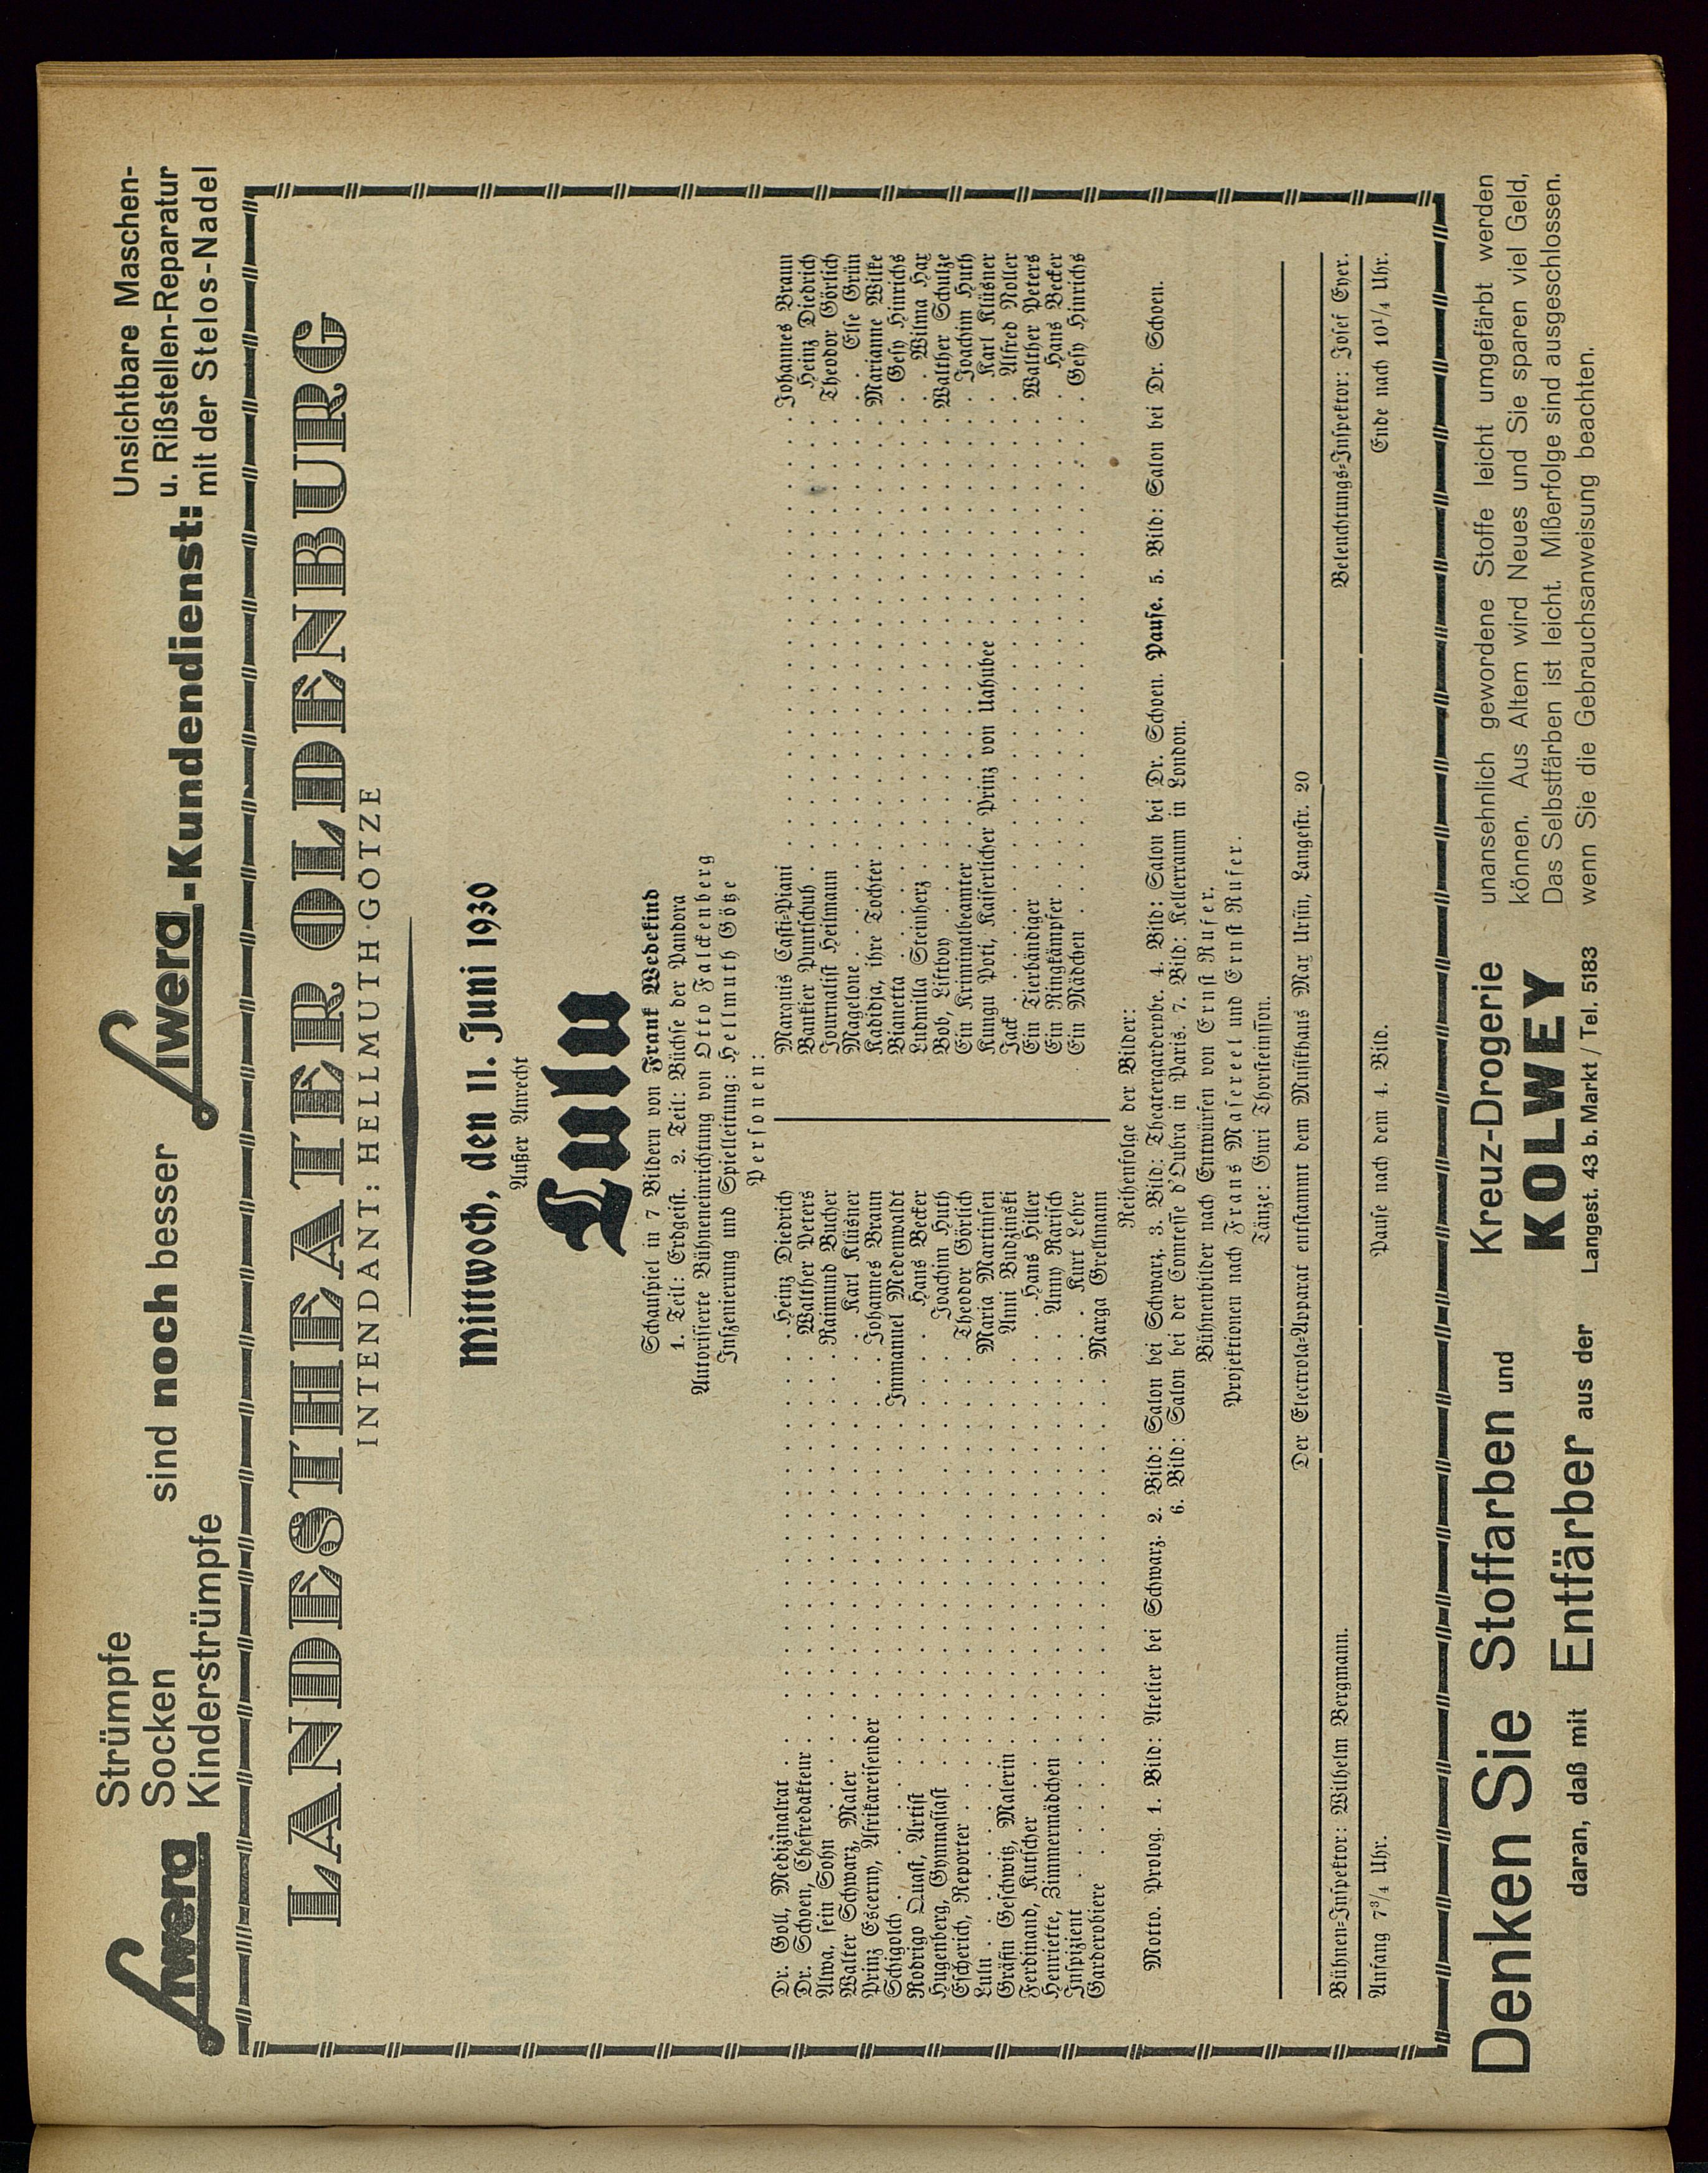 Siwera
Strümpfe
Socken
Kinderstrümpfe
sind noch besser
Siwera-Kundendienst:
Unsichtbare Maschen-
u. Rißstellen-Reparatur
mit der Stelos-Nadel
LANDESTHEATER OLDENBURG
INTENDANT: HELLMUTH GÖTZE
Mittwoch, den 11. Juni 1930
Außer Anrecht
Lulu
Schauspiel in 7 Bildern von Frank Wedekind
1. Teil: Erdgeist. 2. Teil: Büchse der Pandora
Autorisierte Bühneneinrichtung von Otto Falckenberg
Inszenierung und Spielleitung: Hellmuth Götze
Personen:
Dr. Goll, Medizinalrat . . . Heinz Diedrich
Dr. Schoen, Chefredakteur . . . Walther Peters
Alwa, sein Sohn . . . Raimund Bucher
Walter Schwarz, Maler . . . Karl Klüsner
Prinz Escerny, Afrikareisender . . . Johannes Braun
Schigolch . . . Immanuel Medenwaldt
Rodrigo Quast, Artist . . . Hans Becker
Hugenberg, Gymnasiast . . . Joachim Huth
Escherich, Reporter . . . Theodor Görlich
Lulu . . . Maria Martinsen
Gräfin Geschwitz, Malerin . . . Anni Budzinski
Ferdinand, Kutscher . . . Hans Hiller
Henriette, Zimmermädchen . . . Anny Rarisch
Inspizient . . . Kurt Lehre
Garderobiere . . . Marga Grellmann
Marquis Casti-Piani . . . Johannes Braun
Bankier Puntschuh . . . Heinz Diedrich
Journalist Heilmann . . . Theodor Görlich
Magelone . . . Else Grün
Kadidja, ihre Tochter . . . Marianne Wilke
Bianetta . . . Gesy Hinrichs
Ludmilla Steinherz . . . Wilma Hax
Bob, Liftboy . . . Walther Schultze
Ein Kriminalbeamter . . . Joachim Huth
Kungu Poti, Kaiserlicher Prinz von Uahubee . . . Karl Klüsner
Jack . . . Alfred Noller
Ein Tierbändiger . . . Walther Peters
Ein Ringkämpfer . . . Hans Becker
Ein Mädchen . . . Gesy Hinrichs
Reihenfolge der Bilder:
Motto. Prolog. 1. Bild: Atelier bei Schwarz. 2. Bild: Salon bei Schwarz. 3. Bild: Theatergarderobe. 4. Bild: Salon bei Dr. Schoen. Pause. 5. Bild: Salon bei Dr. Schoen.
6. Bild: Salon bei der Comtesse d'Oubra in Paris. 7. Bild: Kellerraum in London.
Bühnenbilder nach Entwürfen von Ernst Rufer.
Projektionen nach Frans Masereel und Ernst Rufer.
Tänze: Guri Thorsteinsson.
Der Electrola-Apparat entstammt dem Musikhaus Max Ursin, Langestr. 20
Bühnen-Inspektor: Wilhelm Bergmann. Beleuchtungs-Inspektor: Josef Eyer.
Anfang 7 3/4 Uhr. Pause nach dem 4. Bild. Ende nach 10 1/4 Uhr.
Denken Sie
daran, daß mit
Stoffarben und
Entfärber aus der
Kreuz-Drogerie
KOLWEY
Langest. 43 b. Markt / Tel. 5183
unansehnlich gewordene Stoffe leicht umgefärbt werden
können. Aus Altem wird Neues und Sie sparen viel Geld,
Das Selbstfärben ist leicht. Mißerfolge sind ausgeschlossen.
wenn Sie die Gebrauchsanweisung beachten.